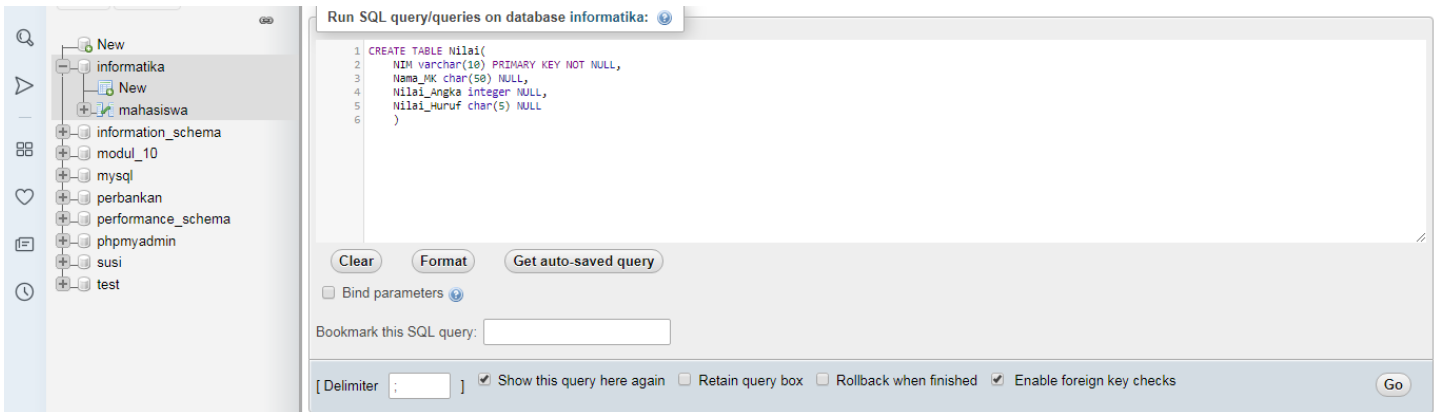 New
informatika
New
mahasiswa
information_schema
modul_10
mysql
perbankan
performance_schema
phpmyadmin
susi
test
Run SQL query/queries on database informatika:
1 CREATE TABLE Nilai(
2 NIM varchar(10) PRIMARY KEY NOT NULL,
3 Nama_MK char(50) NULL,
4 Nilai_Angka integer NULL,
5 Nilai_Huruf char(5) NULL
6 )
Clear Format Get auto-saved query
Bind parameters
Bookmark this SQL query:
[ Delimiter ; ] Show this query here again Retain query box Rollback when finished Enable foreign key checks Go